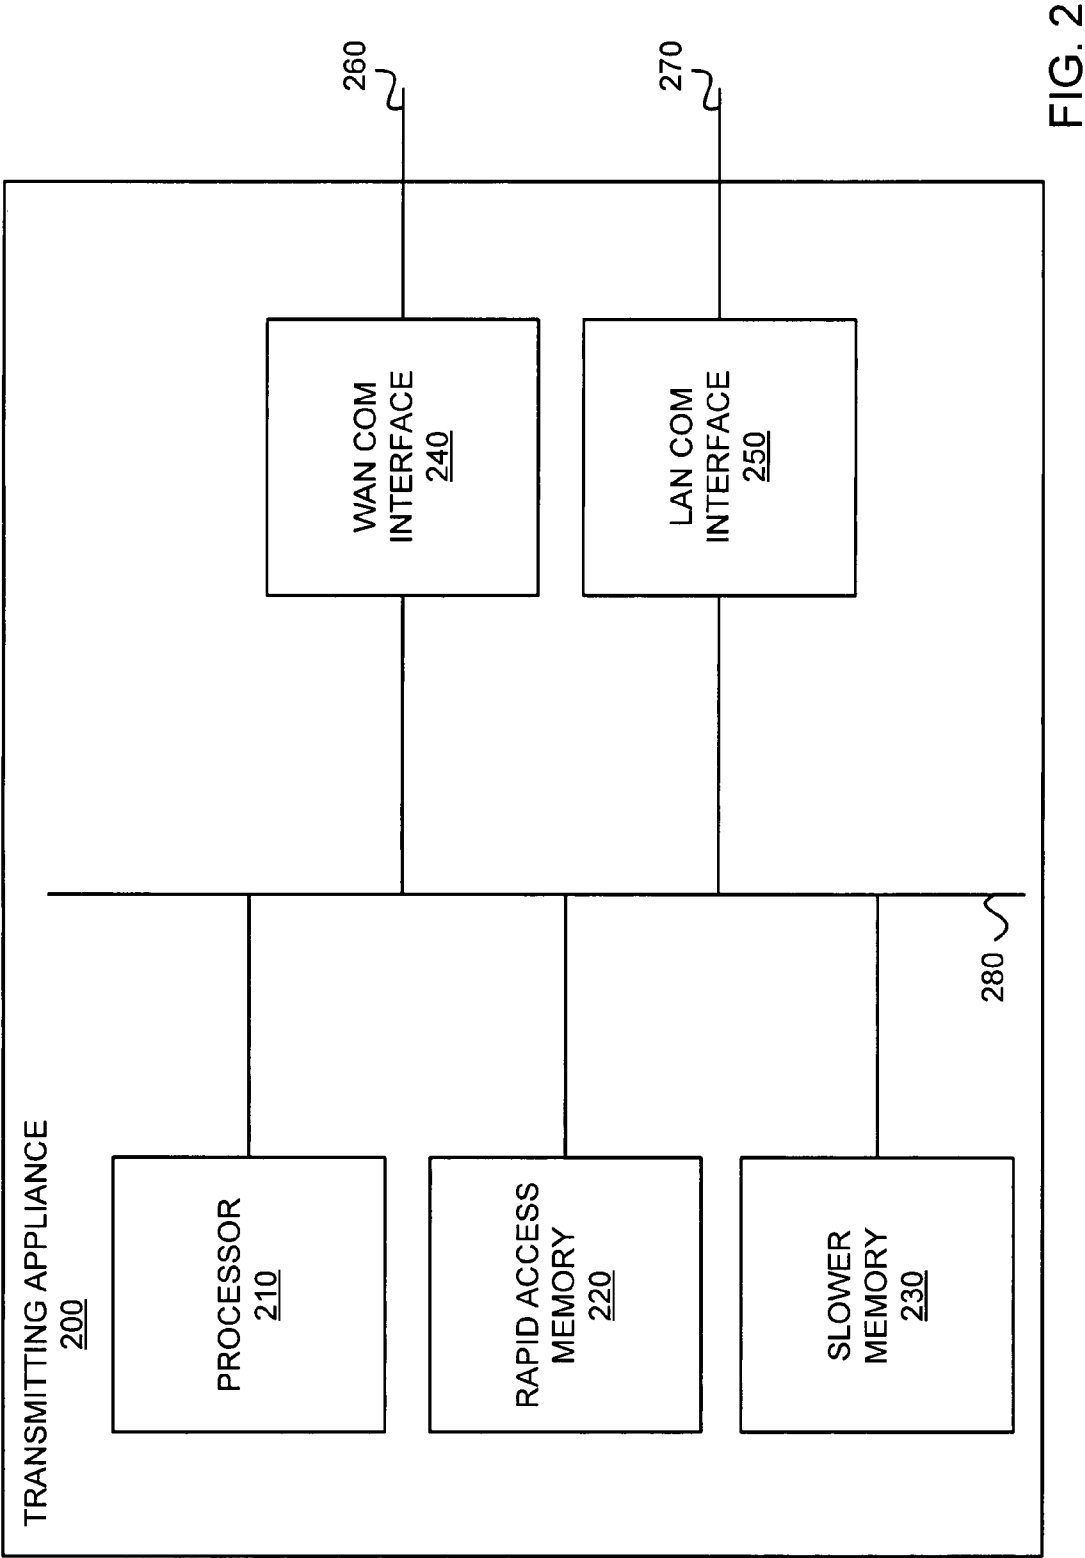 TRANSMITTING APPLIANCE
200
PROCESSOR
210
RAPID ACCESS
MEMORY
220
SLOWER
MEMORY
230
280
WAN COM
INTERFACE
240
LAN COM
INTERFACE
250
260
270
FIG. 2